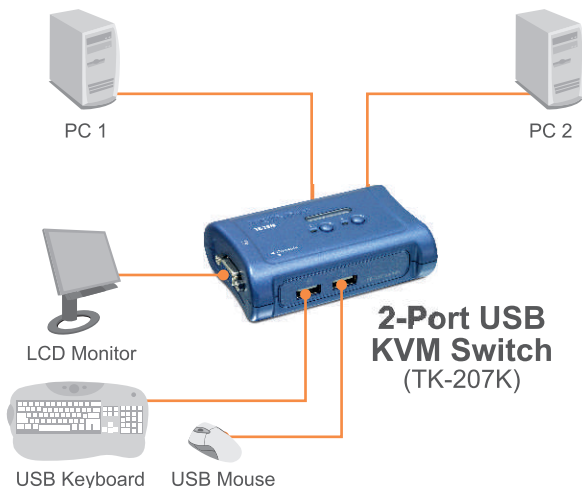 PC 1
PC 2
LCD Monitor
2-Port USB
KVM Switch
(TK-207K)
USB Keyboard
USB Mouse